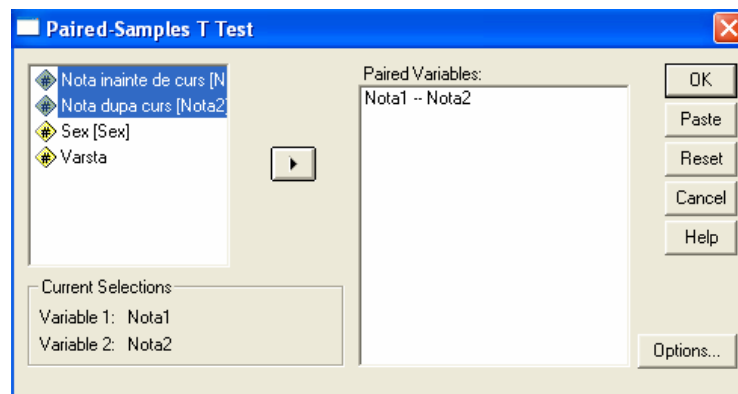 Paired-Samples T Test
Nota inainte de curs [N
Nota dupa curs [Nota2]
Sex [Sex]
Varsta
Current Selections
Variable 1: Nota1
Variable 2: Nota2
Paired Variables:
Nota1 -- Nota2
OK
Paste
Reset
Cancel
Help
Options...